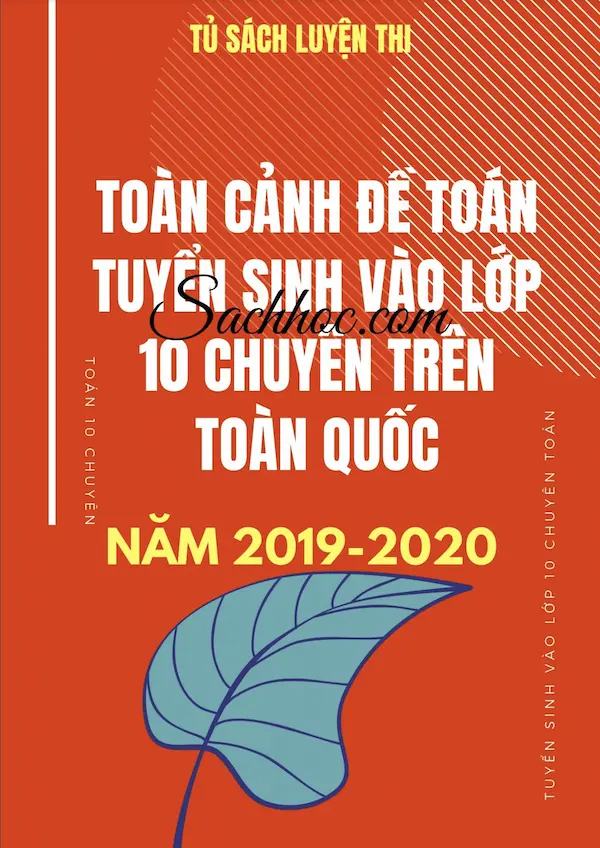 TỦ SÁCH LUYỆN THI
TOÀN CẢNH ĐỀ TOÁN
TUYỂN SINH VÀO LỚP
Sachhoc.com
10 CHUYÊN TRÊN
TOÀN QUỐC
NĂM 2019-2020
TOÁN 10 CHUYÊN
TUYỂN SINH VÀO LỚP 10 CHUYÊN TOÁN